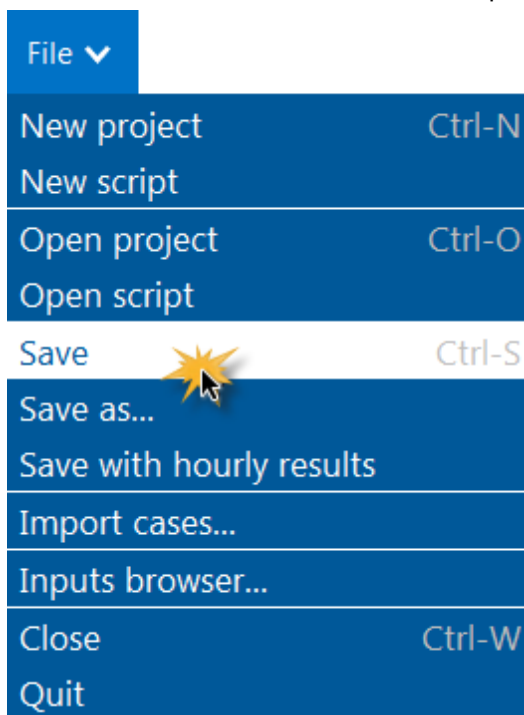 File
New project Ctrl-N
New script
Open project Ctrl-O
Open script
Save Ctrl-S
Save as...
Save with hourly results
Import cases...
Inputs browser...
Close Ctrl-W
Quit